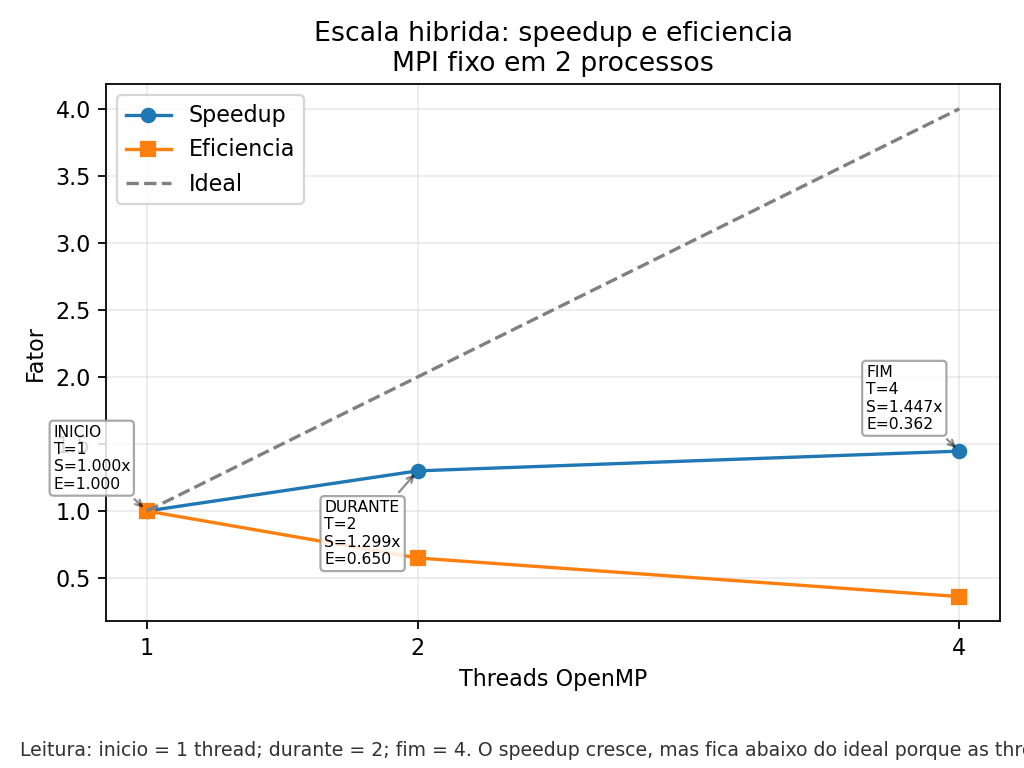 Escala hibrida: speedup e eficiencia
MPI fixo em 2 processos
Speedup
Eficiencia
Ideal
4.0
3.5
3.0
2.5
2.0
1.0
0.5
Fator
INICIO
T=1
S=1.000x
E=1.000
DURANTE
T=2
S=1.299x
E=0.650
FIM
T=4
S=1.447x
E=0.362
1
2
4
Threads OpenMP
Leitura: inicio = 1 thread; durante = 2; fim = 4. O speedup cresce, mas fica abaixo do ideal porque as